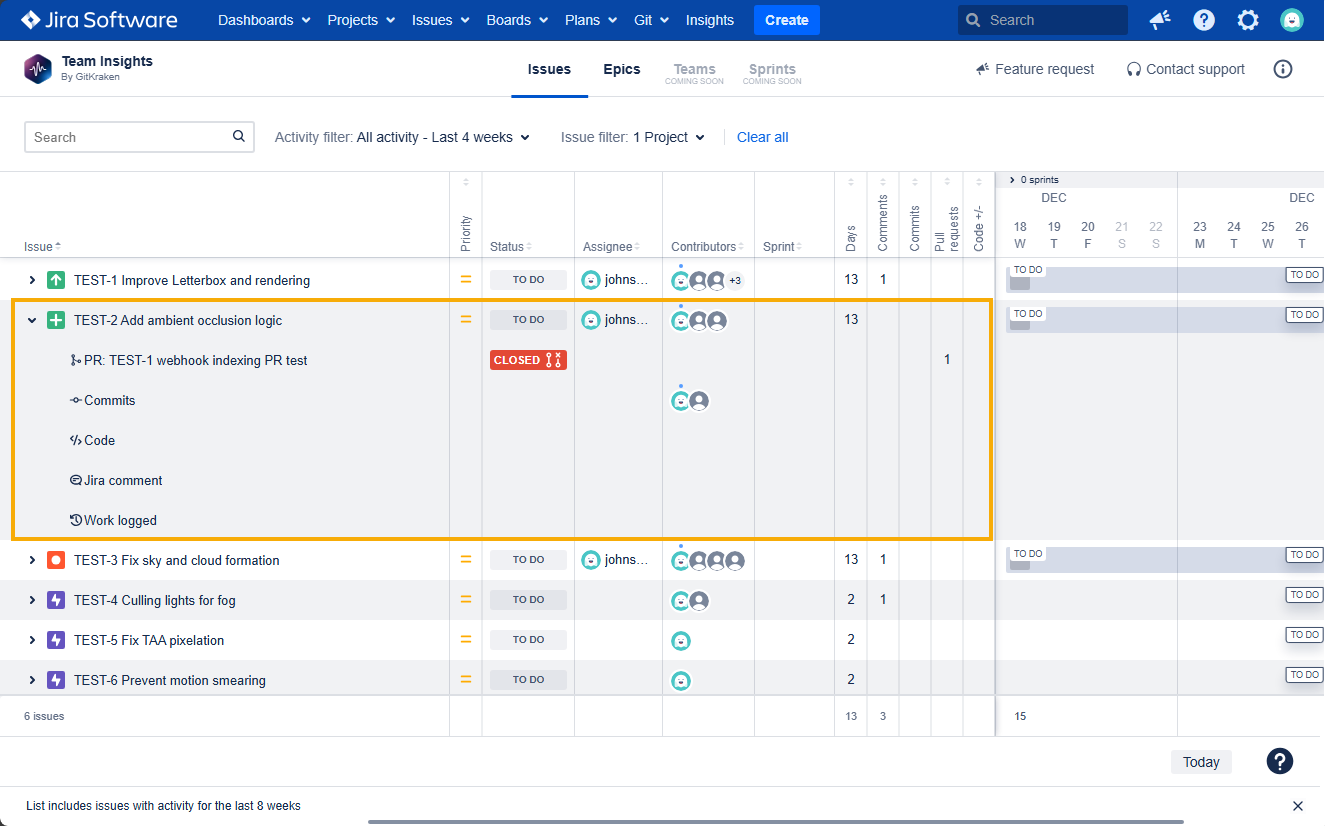 Jira Software Dashboards Projects Issues Boards Plans Git Insights Create Search
Team Insights
By GitKraken
Issues Epics Teams Sprints Feature request Contact support
COMING SOON COMING SOON
Search Activity filter: All activity - Last 4 weeks Issue filter: 1 Project Clear all
0 sprints
DEC DEC
18 19 20 21 22 23 24 25 26
W T F S S M T W T
Issue Priority Status Assignee Contributors Sprint Days Comments Commits Pull requests Code +/-
TEST-1 Improve Letterbox and rendering TO DO johns... +3 13 1 TO DO TO DO
TEST-2 Add ambient occlusion logic TO DO johns... 13 TO DO TO DO
PR: TEST-1 webhook indexing PR test CLOSED 1
Commits
Code
Jira comment
Work logged
TEST-3 Fix sky and cloud formation TO DO johns... 13 1 TO DO TO DO
TEST-4 Culling lights for fog TO DO 2 1 TO DO
TEST-5 Fix TAA pixelation TO DO 2 TO DO
TEST-6 Prevent motion smearing TO DO 2 TO DO
6 issues 13 3 15
Today
List includes issues with activity for the last 8 weeks